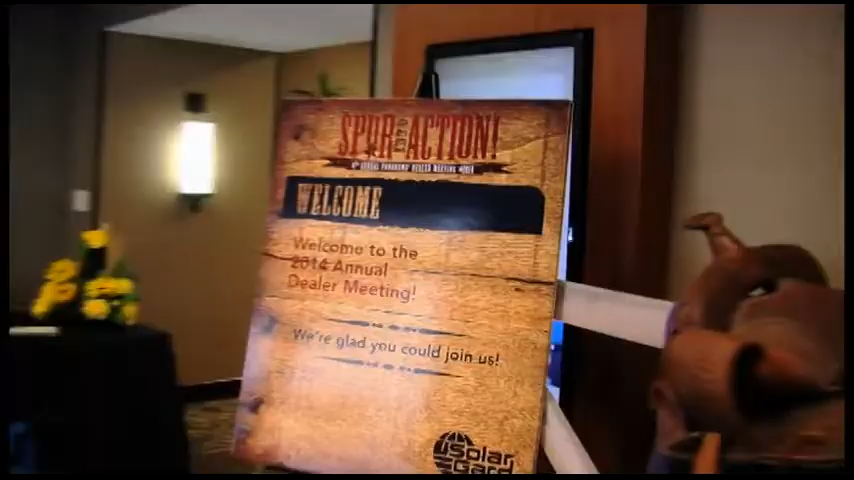 SPUR INTO ACTION!
WELCOME
Welcome to the
2014 Annual
Dealer Meeting!
We're glad you could join us!
Solar
Gard